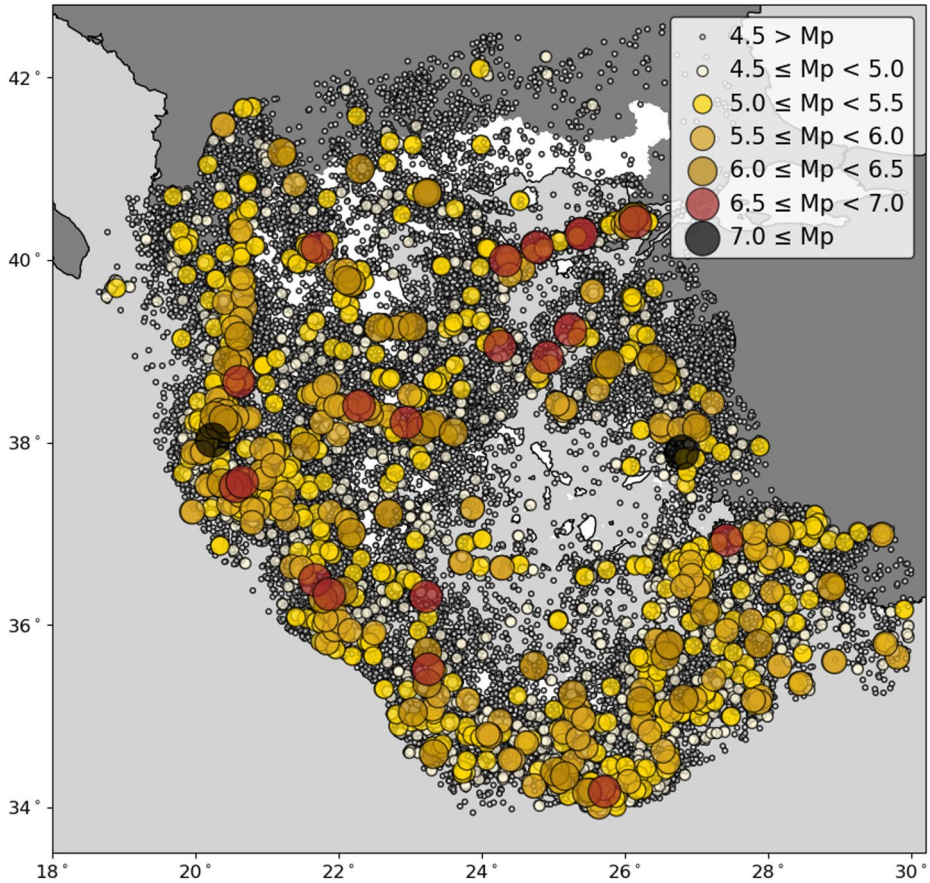 4.5 > Mp
4.5 ≤ Mp < 5.0
5.0 ≤ Mp < 5.5
5.5 ≤ Mp < 6.0
6.0 ≤ Mp < 6.5
6.5 ≤ Mp < 7.0
7.0 ≤ Mp
42°
40°
38°
36°
34°
18° 20° 22° 24° 26° 28° 30°